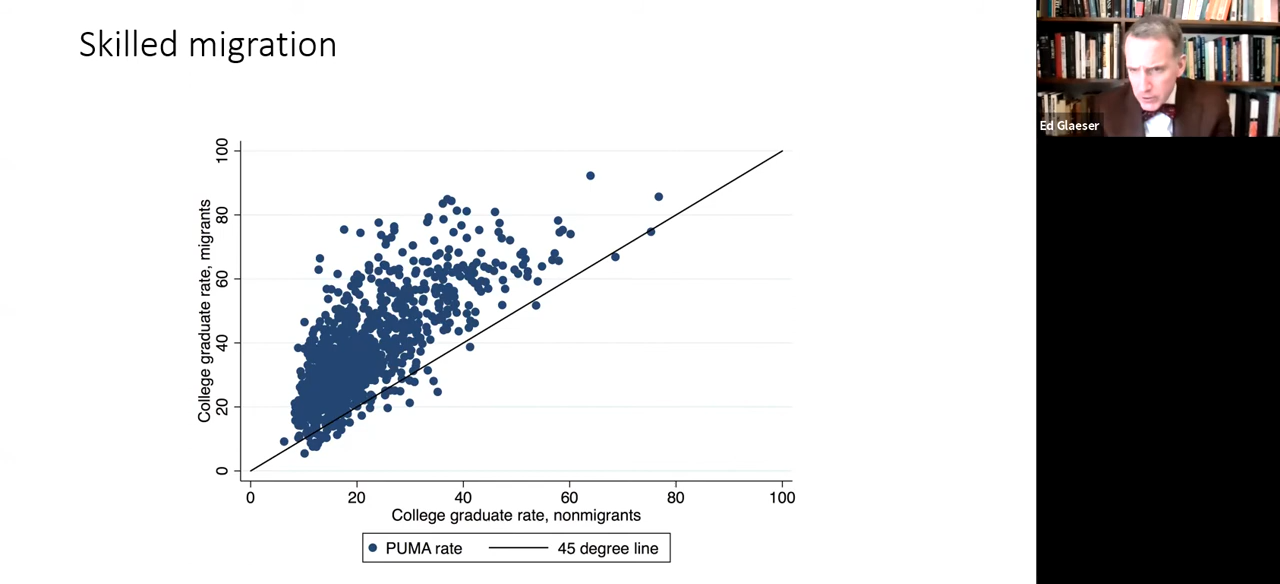 Skilled migration
Ed Glaeser
College graduate rate, migrants
100
80
60
40
20
0
0 20 40 60 80 100
College graduate rate, nonmigrants
PUMA rate 45 degree line